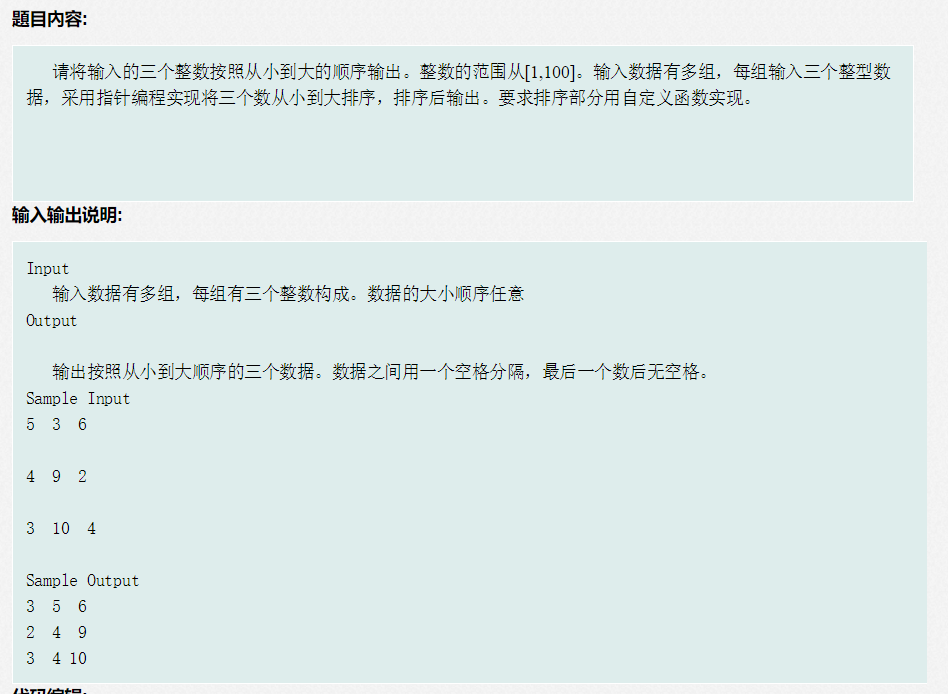 题目内容:
请将输入的三个整数按照从小到大的顺序输出。整数的范围从[1,100]。输入数据有多组，每组输入三个整型数
据，采用指针编程实现将三个数从小到大排序，排序后输出。要求排序部分用自定义函数实现。
输入输出说明:
Input
输入数据有多组，每组有三个整数构成。数据的大小顺序任意
Output
输出按照从小到大顺序的三个数据。数据之间用一个空格分隔，最后一个数后无空格。
Sample Input
5  3  6
4  9  2
3  10  4
Sample Output
3  5  6
2  4  9
3  4 10